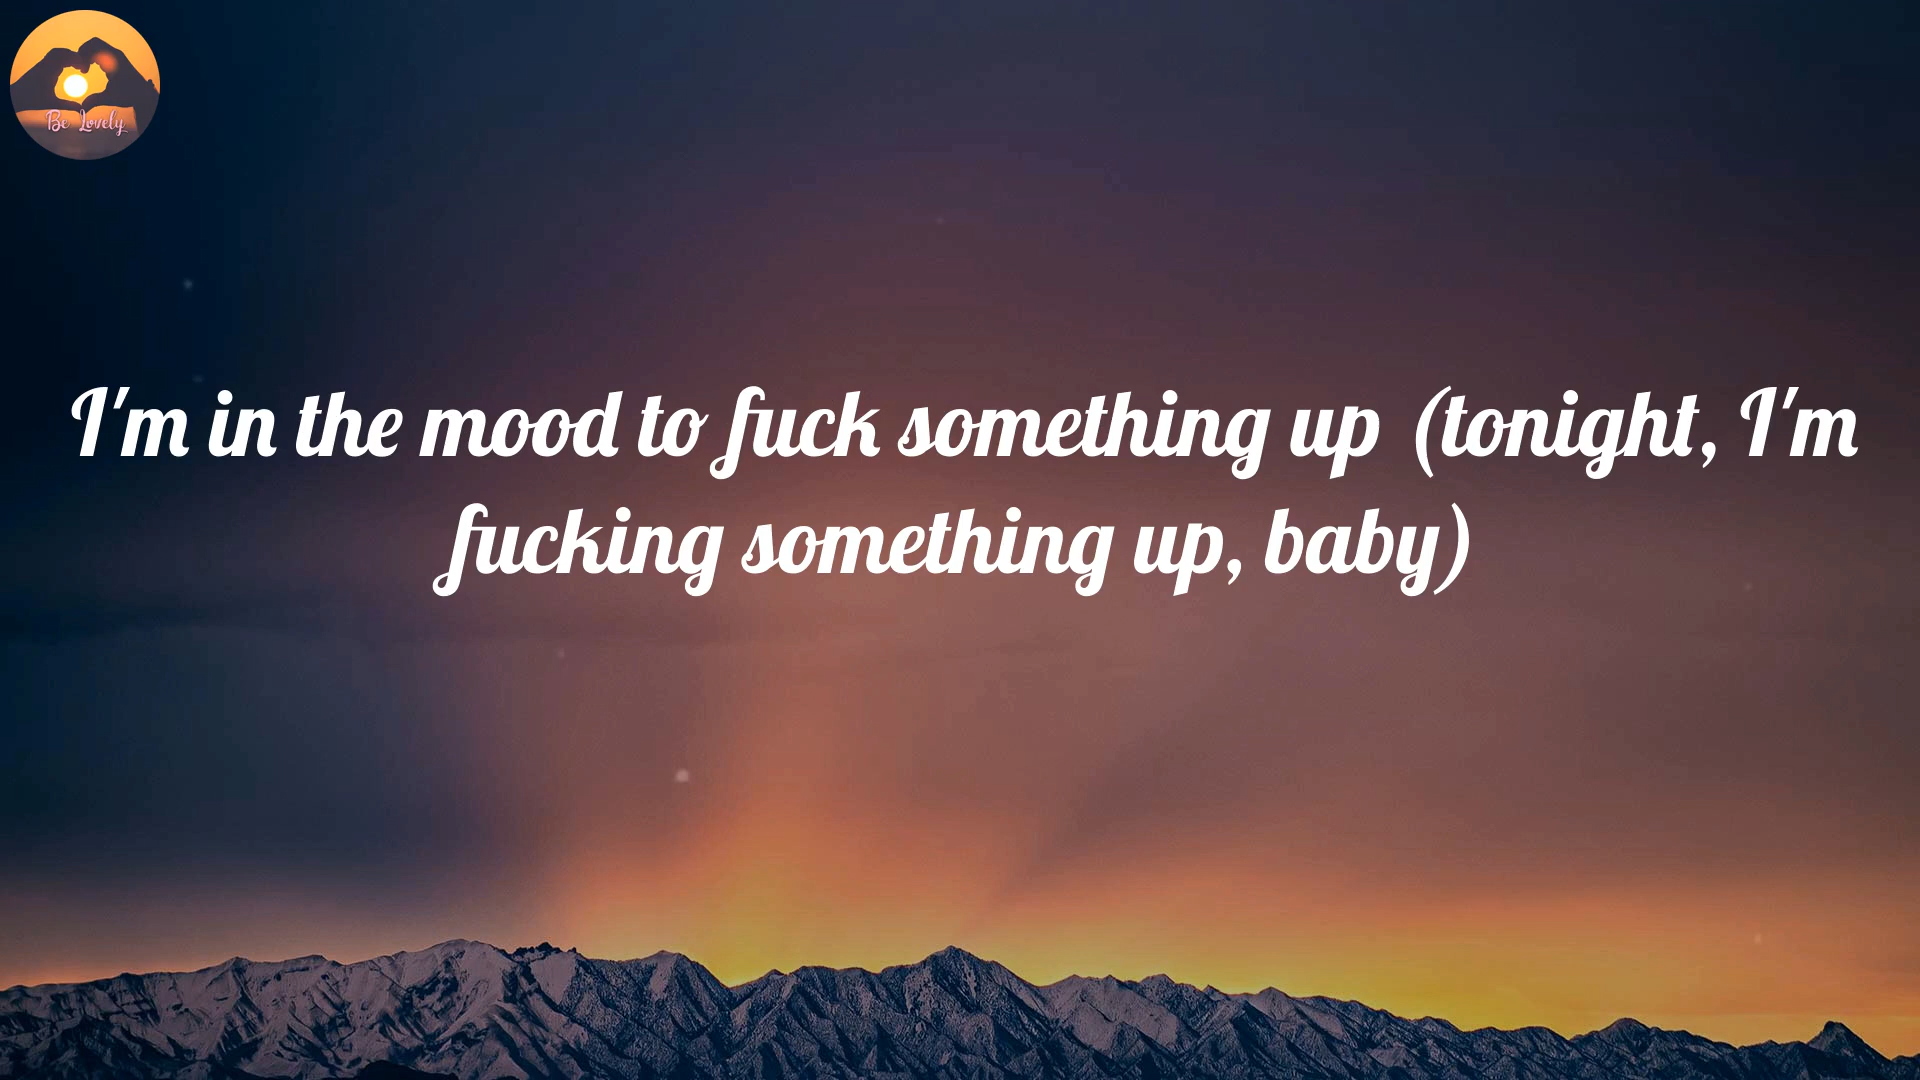 Be Lovely
I'm in the mood to fuck something up (tonight, I'm
fucking something up, baby)